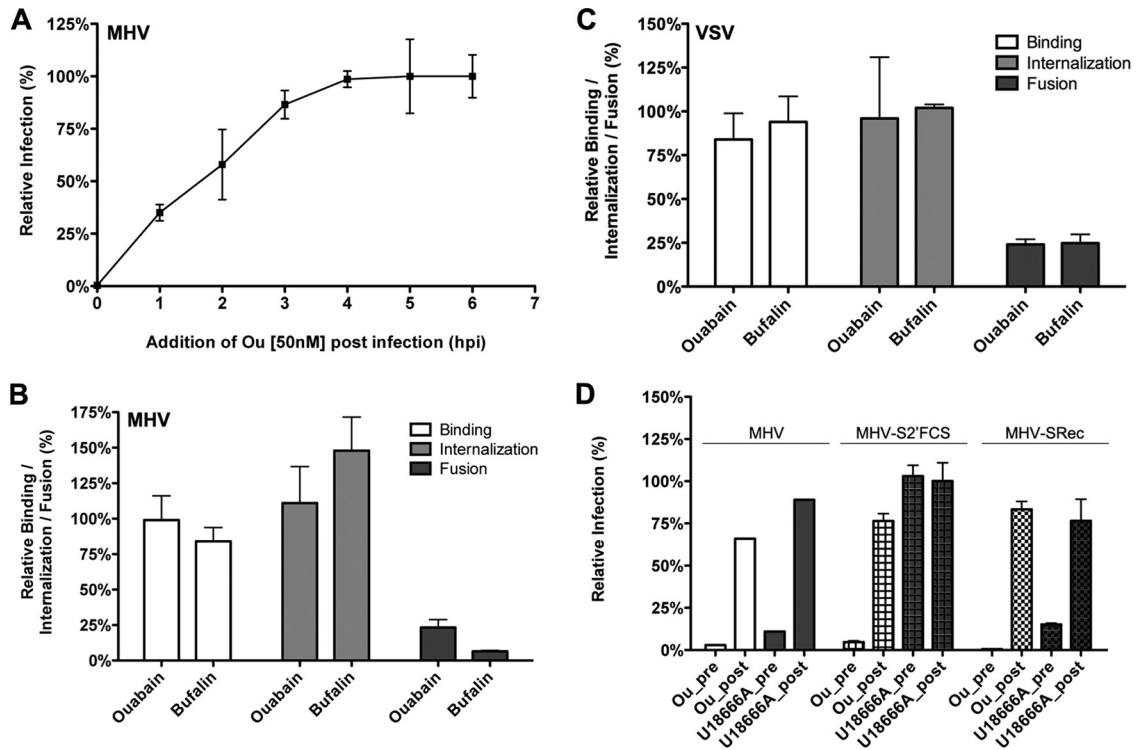 A
MHV
125%
100%
75%
50%
25%
0%
Relative Infection (%)
0 1 2 3 4 5 6 7
Addition of Ou [50nM] post infection (hpi)
B
MHV
175%
150%
125%
100%
75%
50%
25%
0%
Relative Binding /
Internalization / Fusion (%)
Binding
Internalization
Fusion
Ouabain
Bufalin
Ouabain
Bufalin
Ouabain
Bufalin
C
VSV
150%
125%
100%
75%
50%
25%
0%
Relative Binding /
Internalization / Fusion (%)
Binding
Internalization
Fusion
Ouabain
Bufalin
Ouabain
Bufalin
Ouabain
Bufalin
D
150%
125%
100%
75%
50%
25%
0%
Relative Infection (%)
MHV
MHV-S2'FCS
MHV-SRec
Ou_pre
Ou_post
U18666A_pre
U18666A_post
Ou_pre
Ou_post
U18666A_pre
U18666A_post
Ou_pre
Ou_post
U18666A_pre
U18666A_post